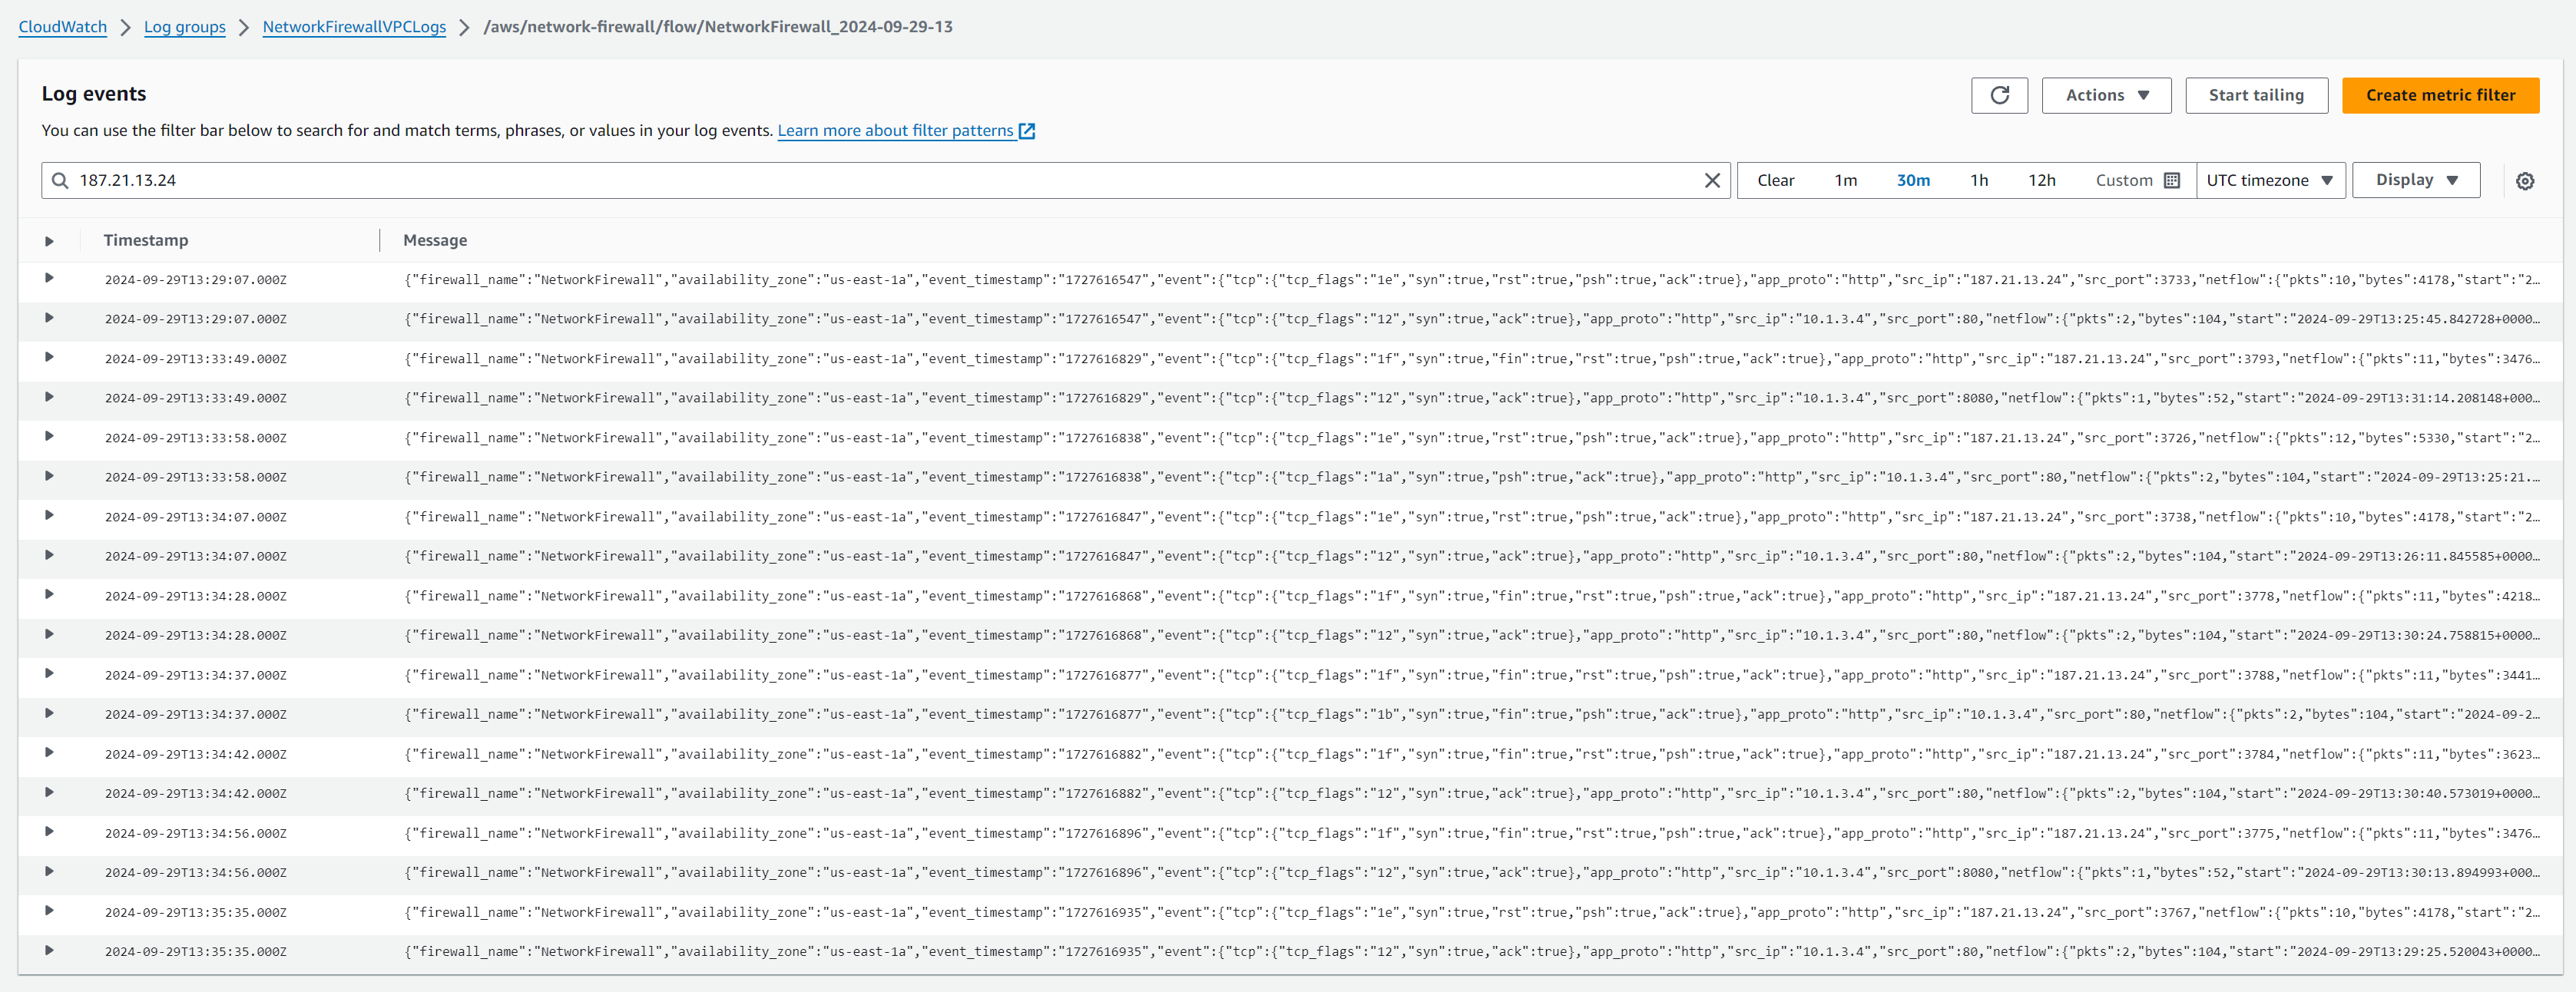 CloudWatch > Log groups > NetworkFirewallVPCLogs > /aws/network-firewall/flow/NetworkFirewall_2024-09-29-13
Log events
Actions
Start tailing
Create metric filter
You can use the filter bar below to search for and match terms, phrases, or values in your log events. Learn more about filter patterns
187.21.13.24
Clear 1m 30m 1h 12h Custom UTC timezone Display
Timestamp Message
2024-09-29T13:29:07.000Z {"firewall_name":"NetworkFirewall","availability_zone":"us-east-1a","event_timestamp":"1727616547","event":{"tcp":{"tcp_flags":"1e","syn":true,"rst":true,"psh":true,"ack":true},"app_proto":"http","src_ip":"187.21.13.24","src_port":3733,"netflow":{"pkts":10,"bytes":4178,"start":"2…
2024-09-29T13:29:07.000Z {"firewall_name":"NetworkFirewall","availability_zone":"us-east-1a","event_timestamp":"1727616547","event":{"tcp":{"tcp_flags":"12","syn":true,"ack":true},"app_proto":"http","src_ip":"10.1.3.4","src_port":80,"netflow":{"pkts":2,"bytes":104,"start":"2024-09-29T13:25:45.842728+0000…
2024-09-29T13:33:49.000Z {"firewall_name":"NetworkFirewall","availability_zone":"us-east-1a","event_timestamp":"1727616829","event":{"tcp":{"tcp_flags":"1f","syn":true,"fin":true,"rst":true,"psh":true,"ack":true},"app_proto":"http","src_ip":"187.21.13.24","src_port":3793,"netflow":{"pkts":11,"bytes":3476…
2024-09-29T13:33:49.000Z {"firewall_name":"NetworkFirewall","availability_zone":"us-east-1a","event_timestamp":"1727616829","event":{"tcp":{"tcp_flags":"12","syn":true,"ack":true},"app_proto":"http","src_ip":"10.1.3.4","src_port":8080,"netflow":{"pkts":1,"bytes":52,"start":"2024-09-29T13:31:14.208148+000…
2024-09-29T13:33:58.000Z {"firewall_name":"NetworkFirewall","availability_zone":"us-east-1a","event_timestamp":"1727616838","event":{"tcp":{"tcp_flags":"1e","syn":true,"rst":true,"psh":true,"ack":true},"app_proto":"http","src_ip":"187.21.13.24","src_port":3726,"netflow":{"pkts":12,"bytes":5330,"start":"2…
2024-09-29T13:33:58.000Z {"firewall_name":"NetworkFirewall","availability_zone":"us-east-1a","event_timestamp":"1727616838","event":{"tcp":{"tcp_flags":"1a","syn":true,"psh":true,"ack":true},"app_proto":"http","src_ip":"10.1.3.4","src_port":80,"netflow":{"pkts":2,"bytes":104,"start":"2024-09-29T13:25:21.…
2024-09-29T13:34:07.000Z {"firewall_name":"NetworkFirewall","availability_zone":"us-east-1a","event_timestamp":"1727616847","event":{"tcp":{"tcp_flags":"1e","syn":true,"rst":true,"psh":true,"ack":true},"app_proto":"http","src_ip":"187.21.13.24","src_port":3738,"netflow":{"pkts":10,"bytes":4178,"start":"2…
2024-09-29T13:34:07.000Z {"firewall_name":"NetworkFirewall","availability_zone":"us-east-1a","event_timestamp":"1727616847","event":{"tcp":{"tcp_flags":"12","syn":true,"ack":true},"app_proto":"http","src_ip":"10.1.3.4","src_port":80,"netflow":{"pkts":2,"bytes":104,"start":"2024-09-29T13:26:11.845585+0000…
2024-09-29T13:34:28.000Z {"firewall_name":"NetworkFirewall","availability_zone":"us-east-1a","event_timestamp":"1727616868","event":{"tcp":{"tcp_flags":"1f","syn":true,"fin":true,"rst":true,"psh":true,"ack":true},"app_proto":"http","src_ip":"187.21.13.24","src_port":3778,"netflow":{"pkts":11,"bytes":4218…
2024-09-29T13:34:28.000Z {"firewall_name":"NetworkFirewall","availability_zone":"us-east-1a","event_timestamp":"1727616868","event":{"tcp":{"tcp_flags":"12","syn":true,"ack":true},"app_proto":"http","src_ip":"10.1.3.4","src_port":80,"netflow":{"pkts":2,"bytes":104,"start":"2024-09-29T13:30:24.758815+0000…
2024-09-29T13:34:37.000Z {"firewall_name":"NetworkFirewall","availability_zone":"us-east-1a","event_timestamp":"1727616877","event":{"tcp":{"tcp_flags":"1f","syn":true,"fin":true,"rst":true,"psh":true,"ack":true},"app_proto":"http","src_ip":"187.21.13.24","src_port":3788,"netflow":{"pkts":11,"bytes":3441…
2024-09-29T13:34:37.000Z {"firewall_name":"NetworkFirewall","availability_zone":"us-east-1a","event_timestamp":"1727616877","event":{"tcp":{"tcp_flags":"1b","syn":true,"fin":true,"psh":true,"ack":true},"app_proto":"http","src_ip":"10.1.3.4","src_port":80,"netflow":{"pkts":2,"bytes":104,"start":"2024-09-2…
2024-09-29T13:34:42.000Z {"firewall_name":"NetworkFirewall","availability_zone":"us-east-1a","event_timestamp":"1727616882","event":{"tcp":{"tcp_flags":"1f","syn":true,"fin":true,"rst":true,"psh":true,"ack":true},"app_proto":"http","src_ip":"187.21.13.24","src_port":3784,"netflow":{"pkts":11,"bytes":3623…
2024-09-29T13:34:42.000Z {"firewall_name":"NetworkFirewall","availability_zone":"us-east-1a","event_timestamp":"1727616882","event":{"tcp":{"tcp_flags":"12","syn":true,"ack":true},"app_proto":"http","src_ip":"10.1.3.4","src_port":80,"netflow":{"pkts":2,"bytes":104,"start":"2024-09-29T13:30:40.573019+0000…
2024-09-29T13:34:56.000Z {"firewall_name":"NetworkFirewall","availability_zone":"us-east-1a","event_timestamp":"1727616896","event":{"tcp":{"tcp_flags":"1f","syn":true,"fin":true,"rst":true,"psh":true,"ack":true},"app_proto":"http","src_ip":"187.21.13.24","src_port":3775,"netflow":{"pkts":11,"bytes":3476…
2024-09-29T13:34:56.000Z {"firewall_name":"NetworkFirewall","availability_zone":"us-east-1a","event_timestamp":"1727616896","event":{"tcp":{"tcp_flags":"12","syn":true,"ack":true},"app_proto":"http","src_ip":"10.1.3.4","src_port":8080,"netflow":{"pkts":1,"bytes":52,"start":"2024-09-29T13:30:13.894993+000…
2024-09-29T13:35:35.000Z {"firewall_name":"NetworkFirewall","availability_zone":"us-east-1a","event_timestamp":"1727616935","event":{"tcp":{"tcp_flags":"1e","syn":true,"rst":true,"psh":true,"ack":true},"app_proto":"http","src_ip":"187.21.13.24","src_port":3767,"netflow":{"pkts":10,"bytes":4178,"start":"2…
2024-09-29T13:35:35.000Z {"firewall_name":"NetworkFirewall","availability_zone":"us-east-1a","event_timestamp":"1727616935","event":{"tcp":{"tcp_flags":"12","syn":true,"ack":true},"app_proto":"http","src_ip":"10.1.3.4","src_port":80,"netflow":{"pkts":2,"bytes":104,"start":"2024-09-29T13:29:25.520043+0000…